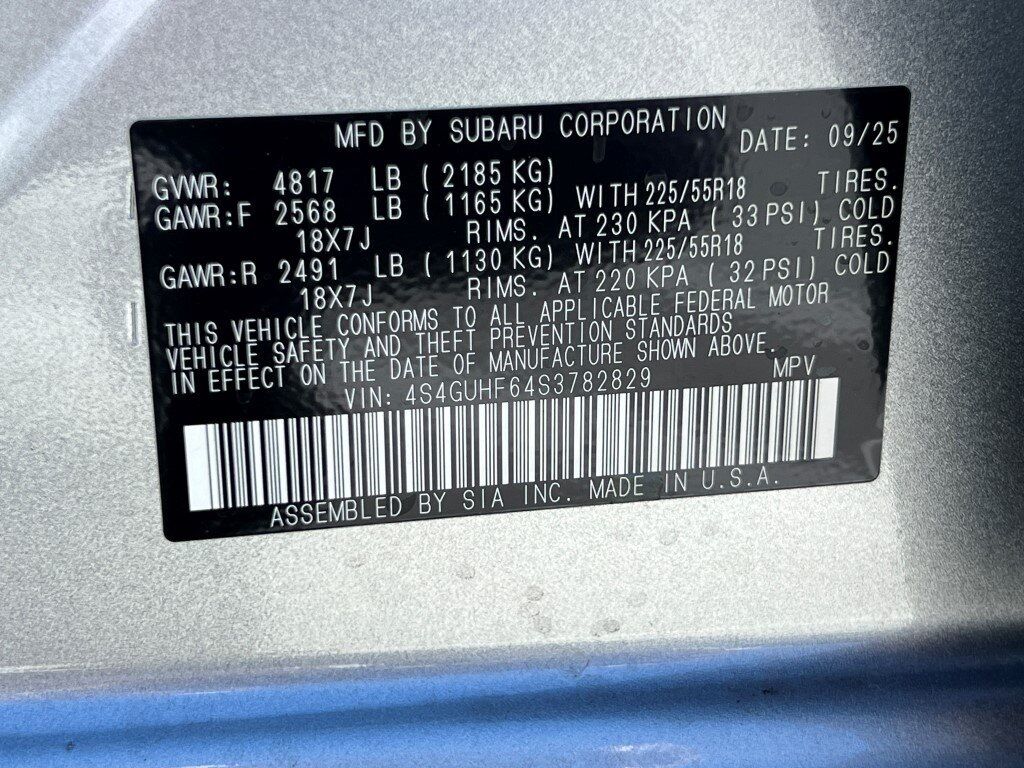 MFD BY SUBARU CORPORATION DATE: 09/25
GVWR: 4817 LB ( 2185 KG)
GAWR:F 2568 LB ( 1165 KG) WITH 225/55R18 TIRES.
18X7J RIMS. AT 230 KPA ( 33 PSI) COLD
GAWR:R 2491 LB ( 1130 KG) WITH 225/55R18 TIRES.
18X7J RIMS. AT 220 KPA ( 32 PSI) COLD
THIS VEHICLE CONFORMS TO ALL APPLICABLE FEDERAL MOTOR
VEHICLE SAFETY AND THEFT PREVENTION STANDARDS
IN EFFECT ON THE DATE OF MANUFACTURE SHOWN ABOVE.
VIN: 4S4GUHF64S3782829 MPV
ASSEMBLED BY SIA INC. MADE IN U.S.A.